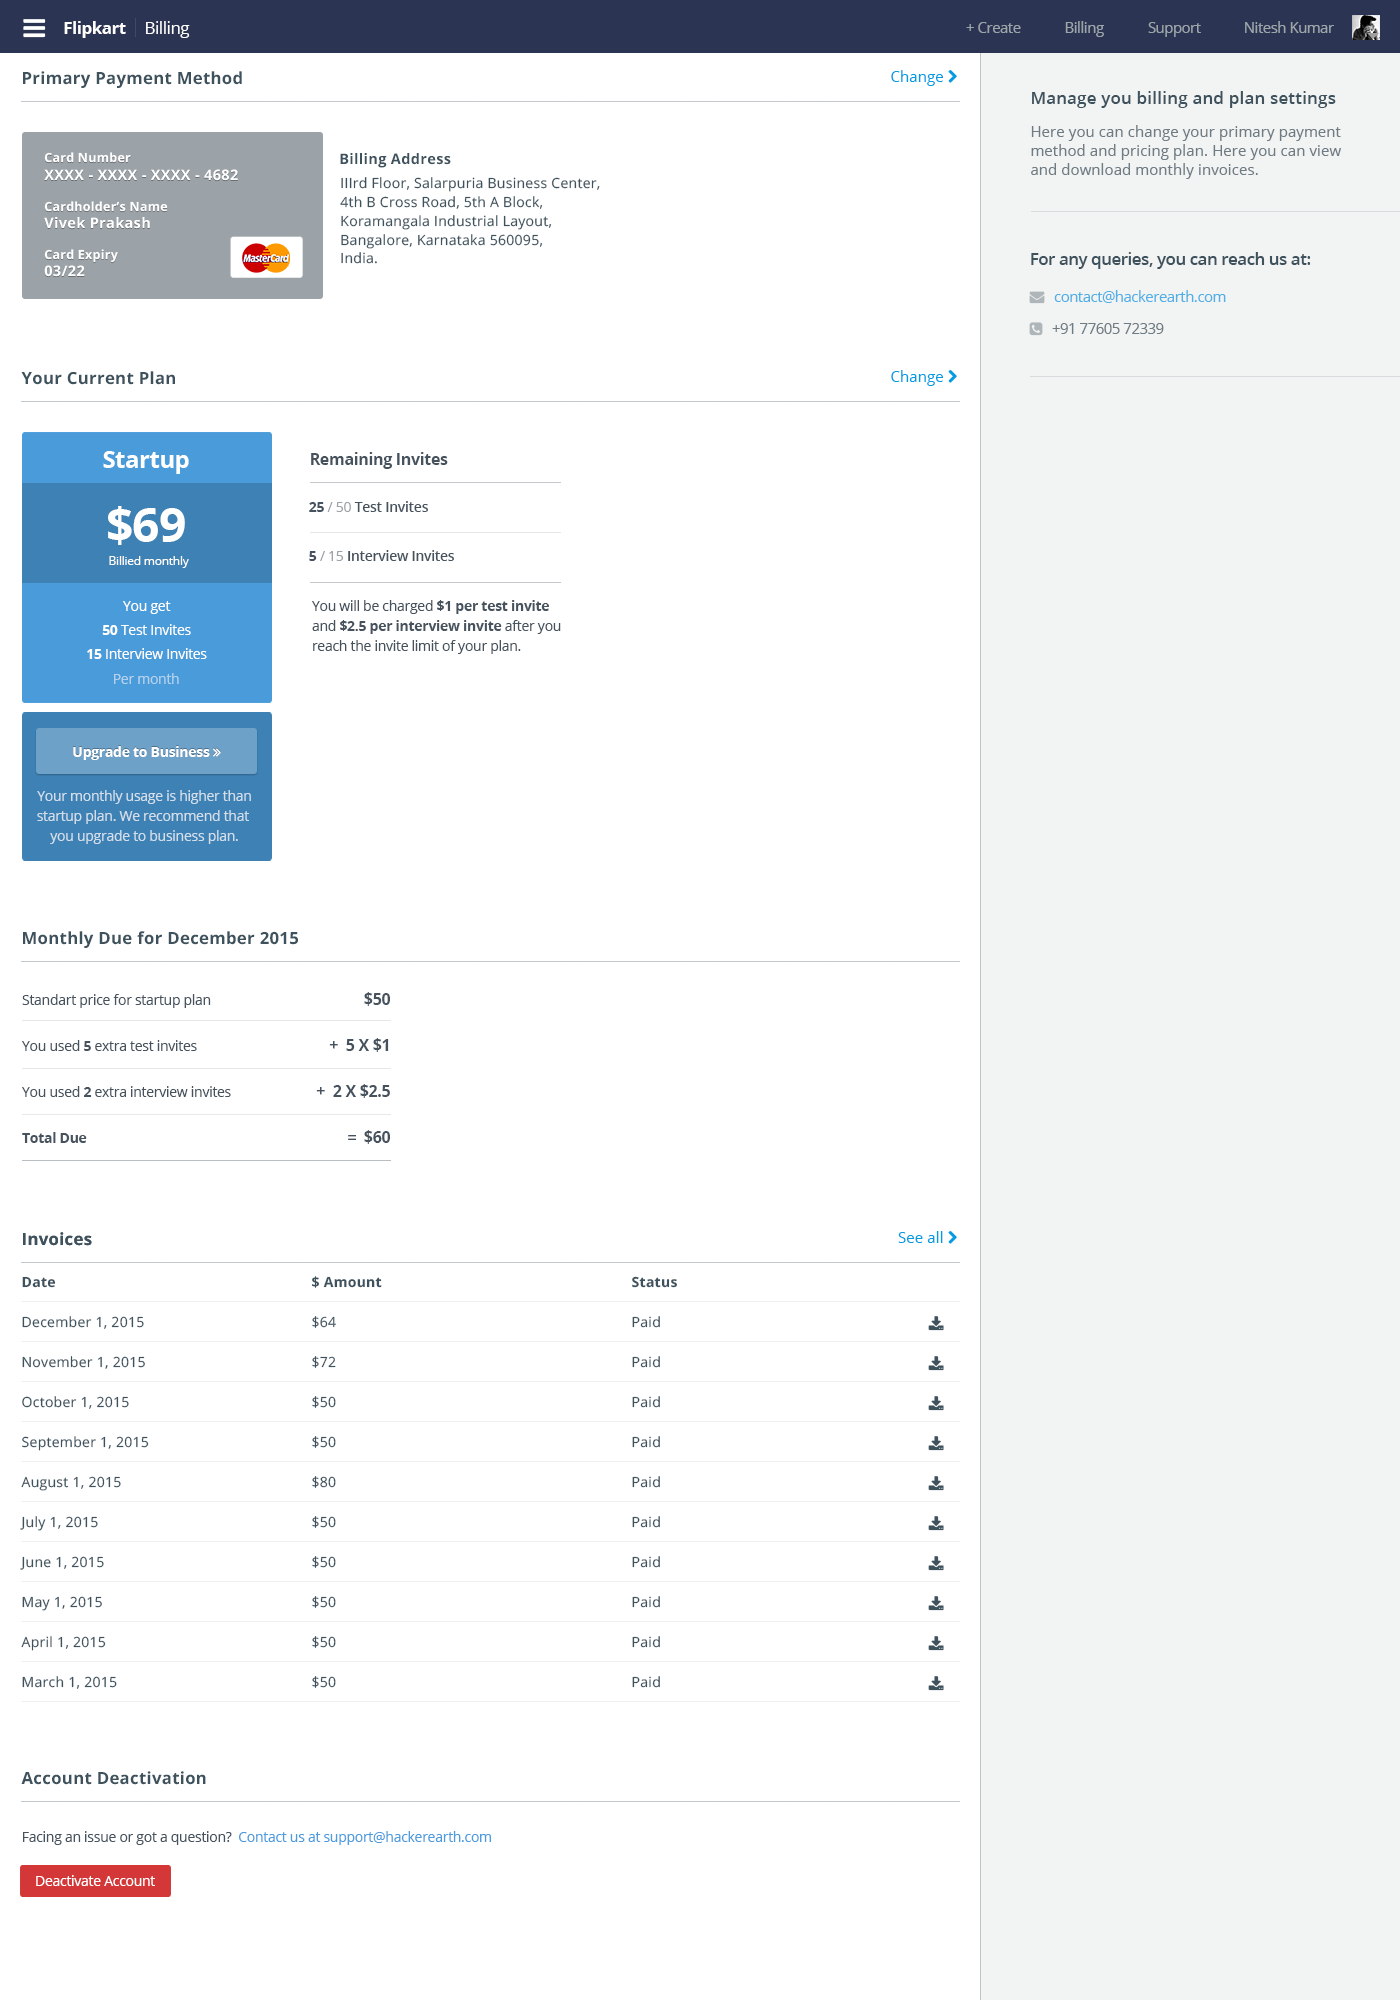 Flipkart | Billing
+ Create Billing Support Nitesh Kumar
Primary Payment Method
Change
Card Number
XXXX - XXXX - XXXX - 4682
Cardholder's Name
Vivek Prakash
Card Expiry
03/22
MasterCard
Billing Address
IIIrd Floor, Salarpuria Business Center,
4th B Cross Road, 5th A Block,
Koramangala Industrial Layout,
Bangalore, Karnataka 560095,
India.
Your Current Plan
Change
Startup
$69
Billied monthly
You get
50 Test Invites
15 Interview Invites
Per month
Upgrade to Business »
Your monthly usage is higher than
startup plan. We recommend that
you upgrade to business plan.
Remaining Invites
25 / 50 Test Invites
5 / 15 Interview Invites
You will be charged $1 per test invite
and $2.5 per interview invite after you
reach the invite limit of your plan.
Monthly Due for December 2015
Standart price for startup plan $50
You used 5 extra test invites + 5 X $1
You used 2 extra interview invites + 2 X $2.5
Total Due = $60
Invoices
See all
Date $ Amount Status
December 1, 2015 $64 Paid
November 1, 2015 $72 Paid
October 1, 2015 $50 Paid
September 1, 2015 $50 Paid
August 1, 2015 $80 Paid
July 1, 2015 $50 Paid
June 1, 2015 $50 Paid
May 1, 2015 $50 Paid
April 1, 2015 $50 Paid
March 1, 2015 $50 Paid
Account Deactivation
Facing an issue or got a question? Contact us at support@hackerearth.com
Deactivate Account
Manage you billing and plan settings
Here you can change your primary payment
method and pricing plan. Here you can view
and download monthly invoices.
For any queries, you can reach us at:
contact@hackerearth.com
+91 77605 72339